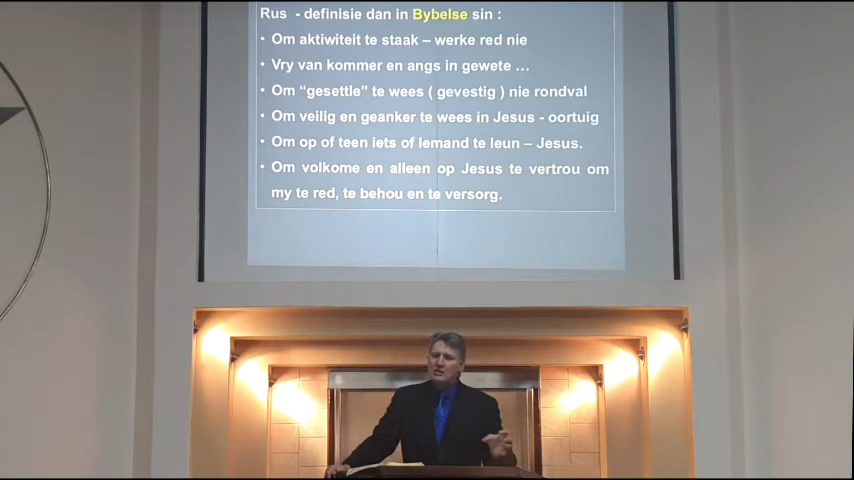 Rus - definisie dan in Bybelse sin :
• Om aktiwiteit te staak – werke red nie
• Vry van kommer en angs in gewete …
• Om “gesettle” te wees ( gevestig ) nie rondval
• Om veilig en geanker te wees in Jesus - oortuig
• Om op of teen iets of Iemand te leun – Jesus.
• Om volkome en alleen op Jesus te vertrou om
my te red, te behou en te versorg.